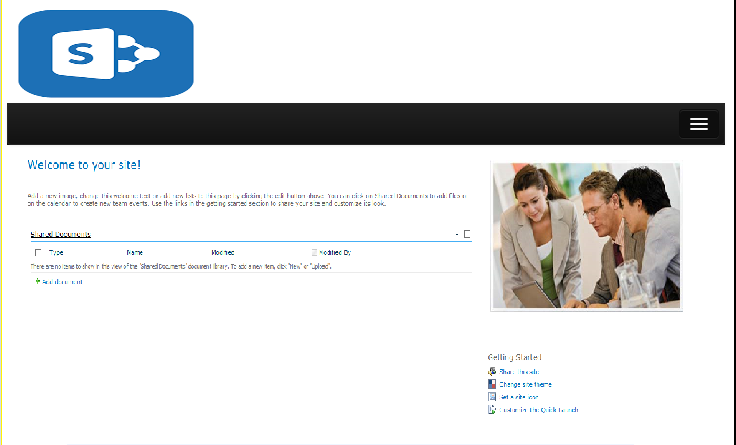 S
Welcome to your site!
Add a new image, change this welcome text or add new lists to this page by clicking the edit button above. You can click on Shared Documents to add files or
on the calendar to create new team events. Use the links in the getting started section to share your site and customize its look.
Shared Documents
Type Name Modified Modified By
There are no items to show in this view of the "Shared Documents" document library. To add a new item, click "New" or "Upload".
Add document
Getting Started
Share this site
Change site theme
Set a site icon
Customize the Quick Launch